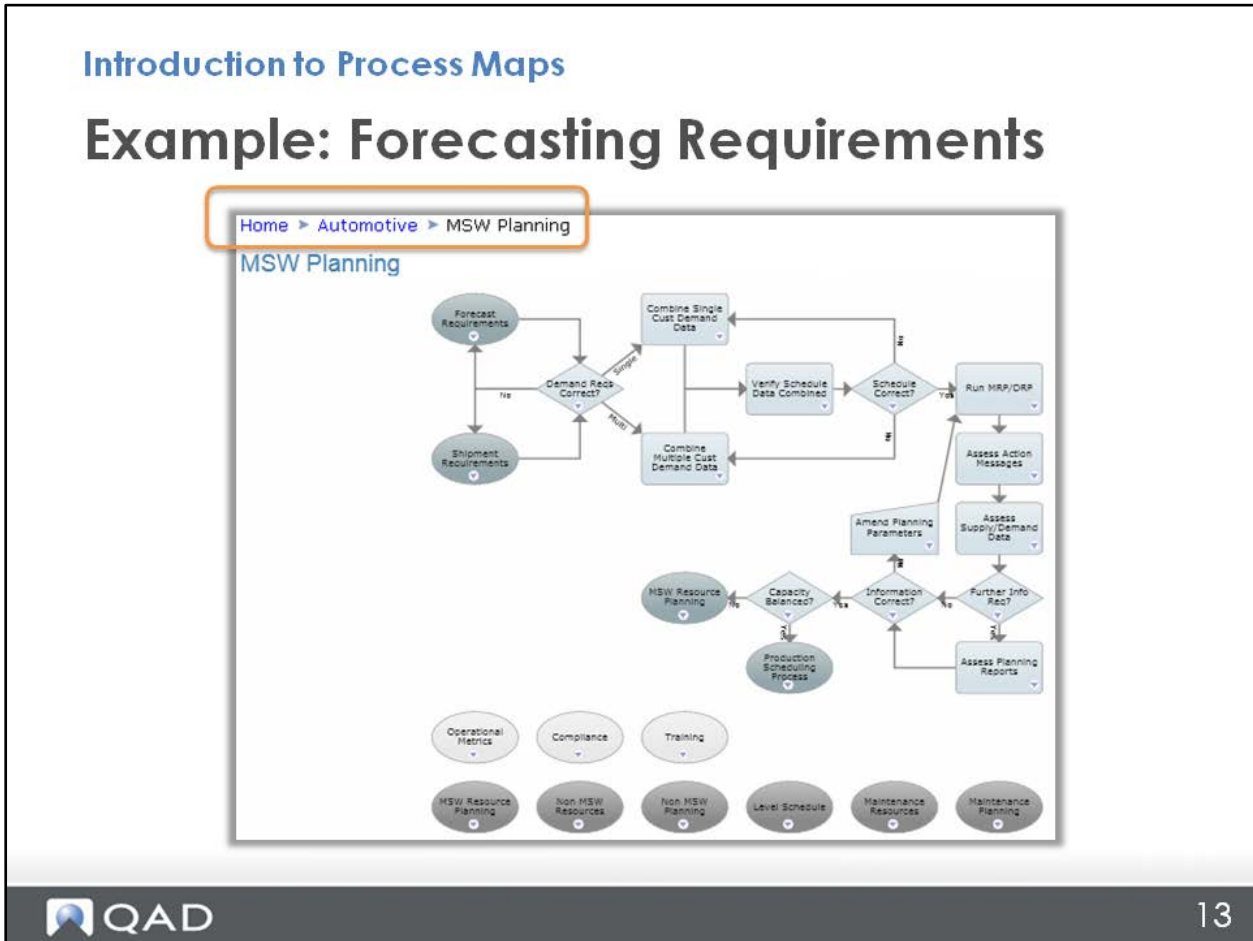 Introduction to Process Maps
Example: Forecasting Requirements
Home ➤ Automotive ➤ MSW Planning
MSW Planning
Forecast
Requirements
Combine Single
Cust Demand
Data
No
Single
Demand Reqs
Correct?
No
Multi
Verify Schedule
Data Combined
Schedule
Correct?
Yes
Run MRP/DRP
No
Shipment
Requirements
Combine
Multiple Cust
Demand Data
Assess Action
Messages
Amend Planning
Parameters
Assess
Supply/Demand
Data
No
MSW Resource
Planning
No
Capacity
Balanced?
Yes
Information
Correct?
No
Further Info
Req?
Yes
Yes
Production
Scheduling
Process
Assess Planning
Reports
Operational
Metrics
Compliance
Training
MSW Resource
Planning
Non MSW
Resources
Non MSW
Planning
Level Schedule
Maintenance
Resources
Maintenance
Planning
QAD
13